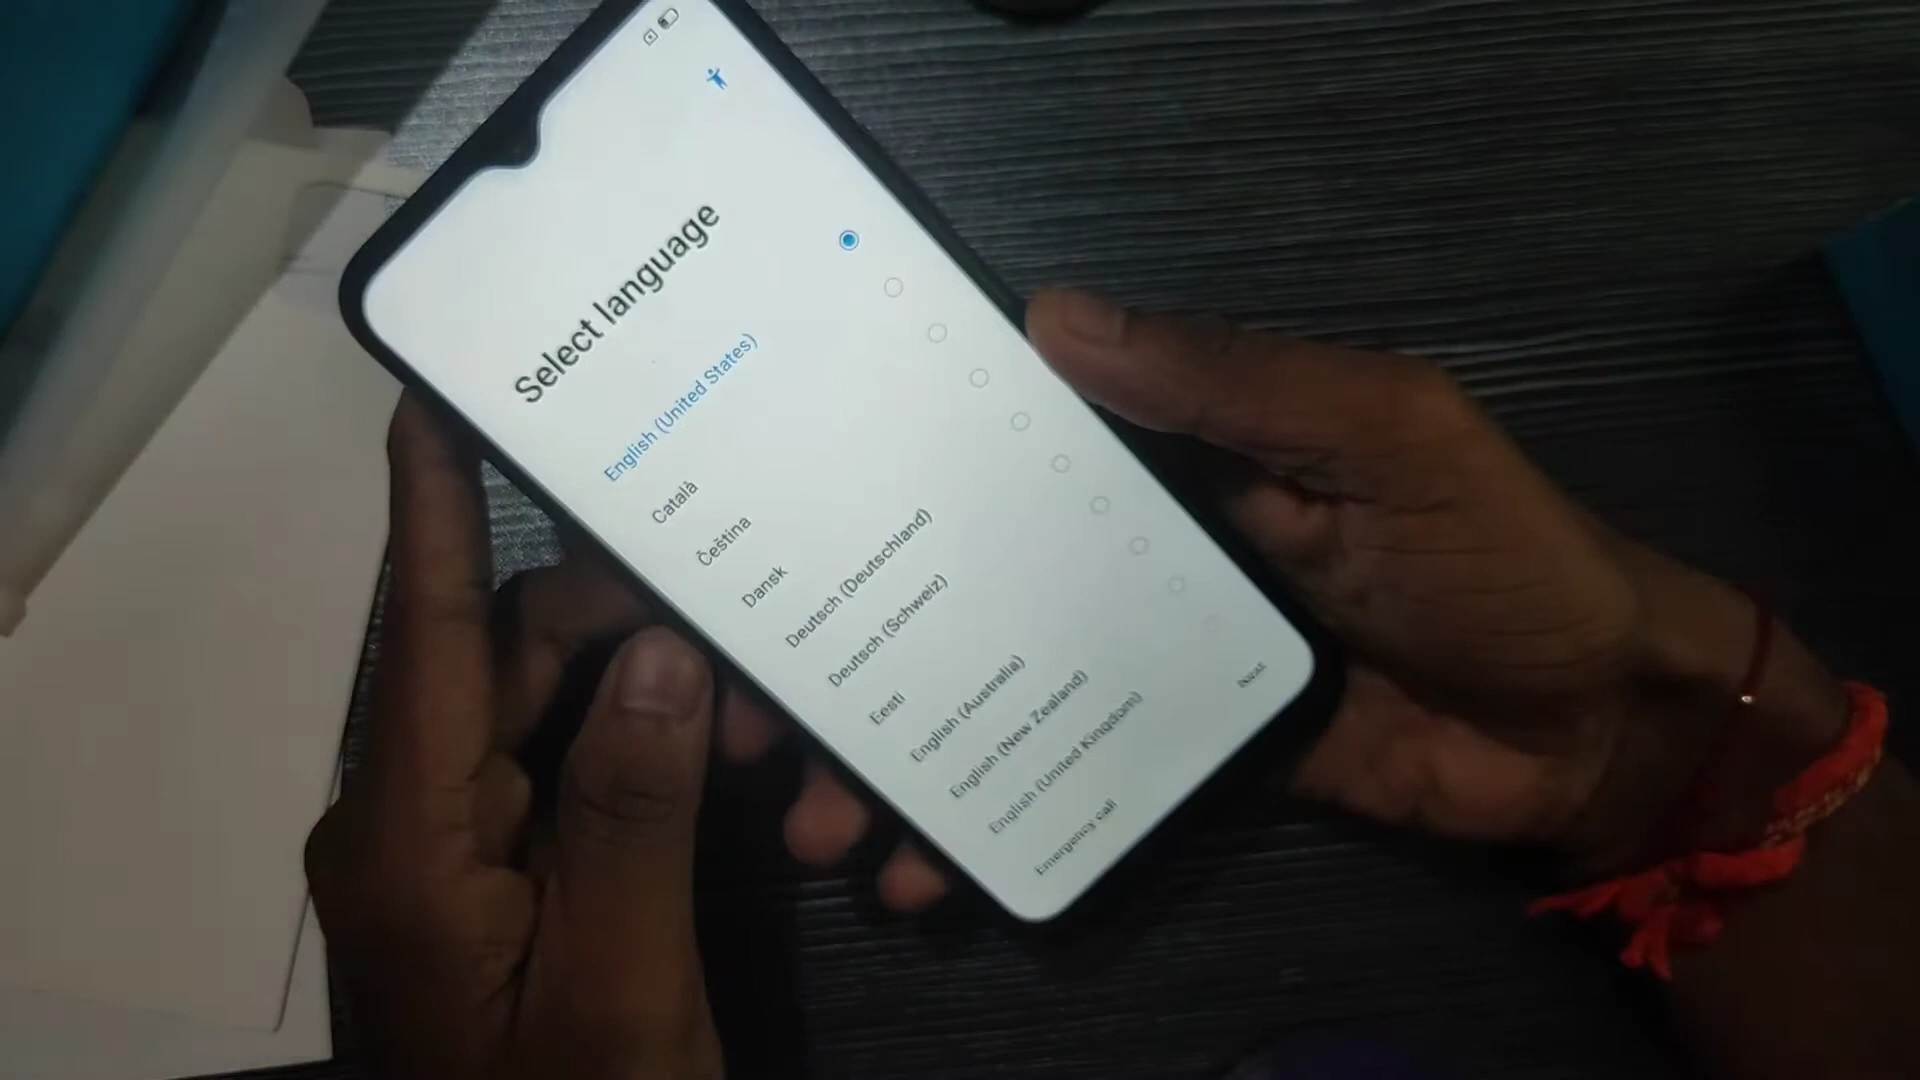 Select language
English (United States)
Català
Čeština
Dansk
Deutsch (Deutschland)
Deutsch (Schweiz)
Eesti
English (Australia)
English (New Zealand)
English (United Kingdom)
Emergency call